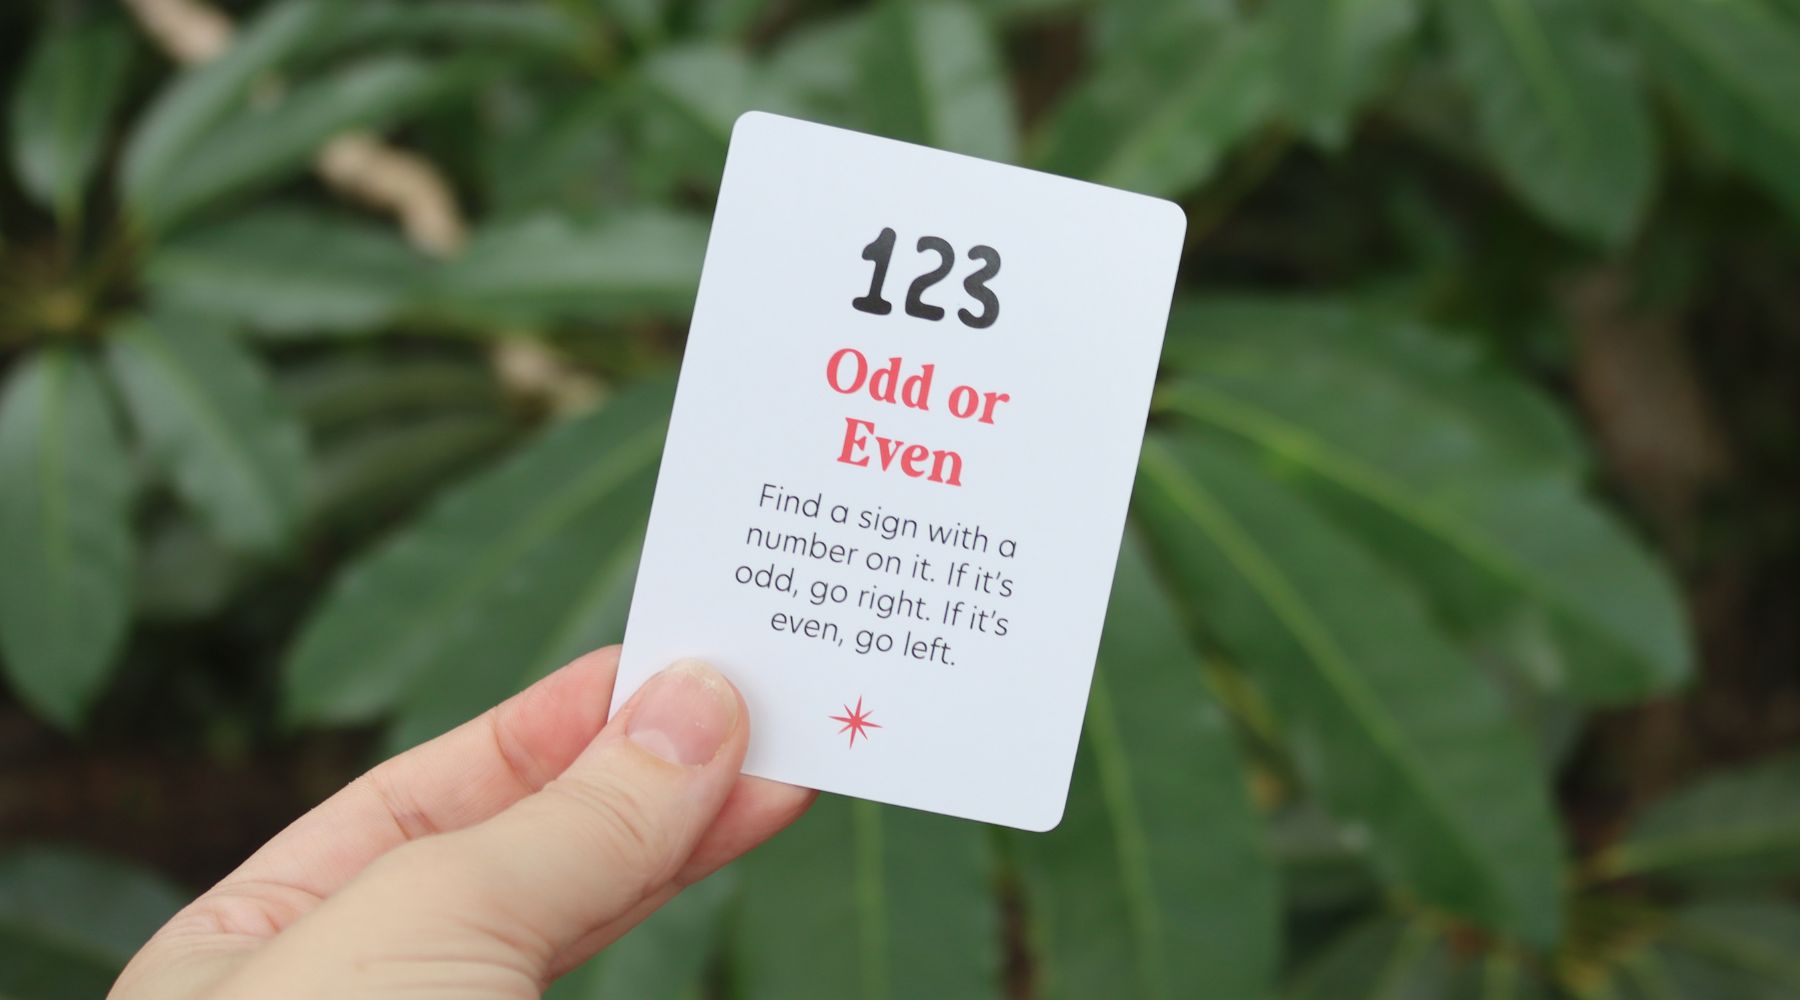 123
Odd or
Even
Find a sign with a
number on it. If it's
odd, go right. If it's
even, go left.